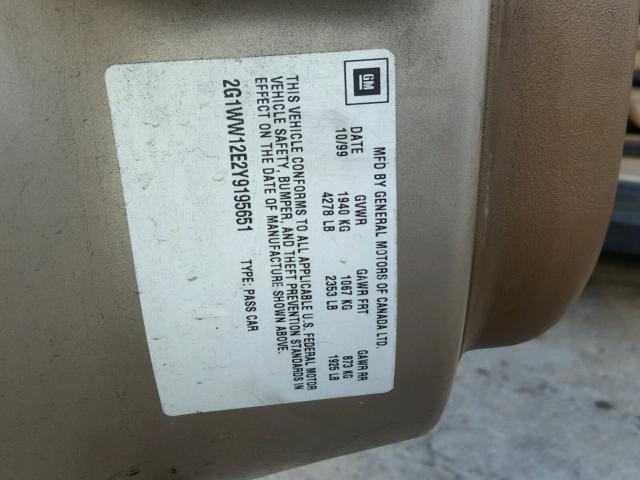 GM
MFD BY GENERAL MOTORS OF CANADA LTD.
DATE GVWR GAWR FRT GAWR RR
10/99 1940 KG 1067 KG 873 KG
4278 LB 2353 LB 1925 LB
THIS VEHICLE CONFORMS TO ALL APPLICABLE U.S. FEDERAL MOTOR
VEHICLE SAFETY, BUMPER, AND THEFT PREVENTION STANDARDS IN
EFFECT ON THE DATE OF MANUFACTURE SHOWN ABOVE.
2G1WW12E2Y9195651 TYPE: PASS CAR